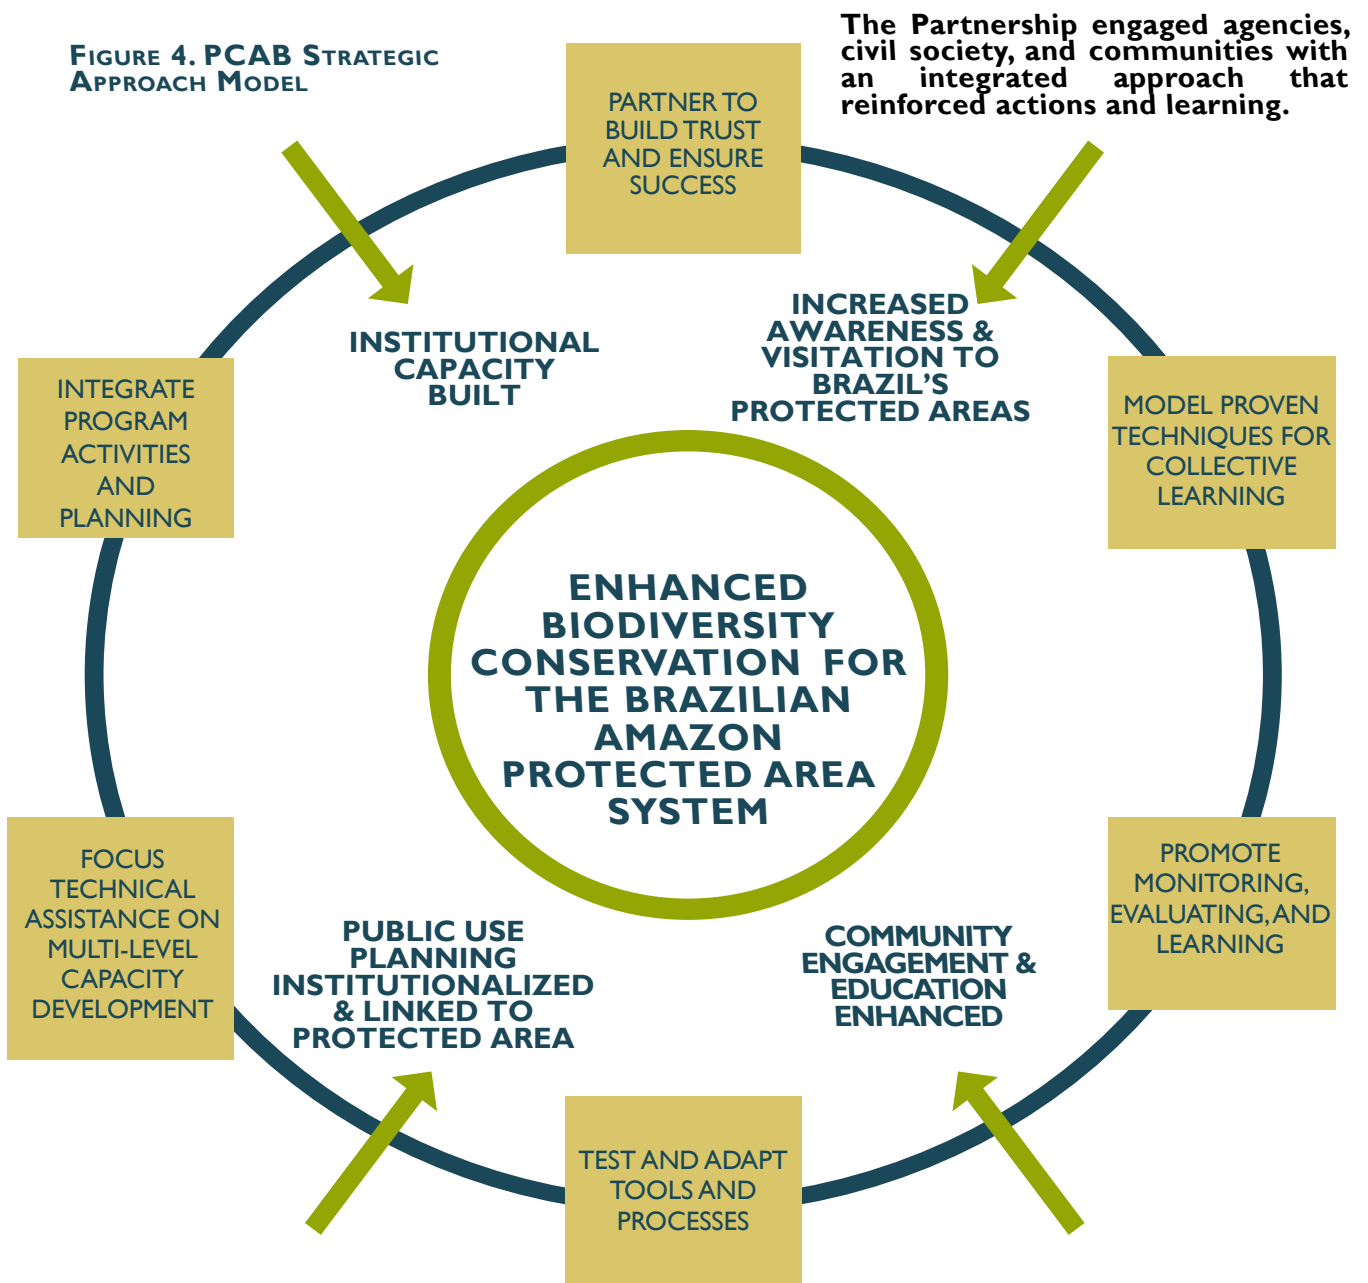 FIGURE 4. PCAB STRATEGIC
APPROACH MODEL
The Partnership engaged agencies,
civil society, and communities with
an integrated approach that
reinforced actions and learning.
PARTNER TO
BUILD TRUST
AND ENSURE
SUCCESS
INSTITUTIONAL
CAPACITY
BUILT
INCREASED
AWARENESS &
VISITATION TO
BRAZIL'S
PROTECTED AREAS
INTEGRATE
PROGRAM
ACTIVITIES
AND
PLANNING
MODEL PROVEN
TECHNIQUES FOR
COLLECTIVE
LEARNING
ENHANCED
BIODIVERSITY
CONSERVATION FOR
THE BRAZILIAN
AMAZON
PROTECTED AREA
SYSTEM
FOCUS
TECHNICAL
ASSISTANCE ON
MULTI-LEVEL
CAPACITY
DEVELOPMENT
PROMOTE
MONITORING,
EVALUATING, AND
LEARNING
PUBLIC USE
PLANNING
INSTITUTIONALIZED
& LINKED TO
PROTECTED AREA
COMMUNITY
ENGAGEMENT &
EDUCATION
ENHANCED
TEST AND ADAPT
TOOLS AND
PROCESSES